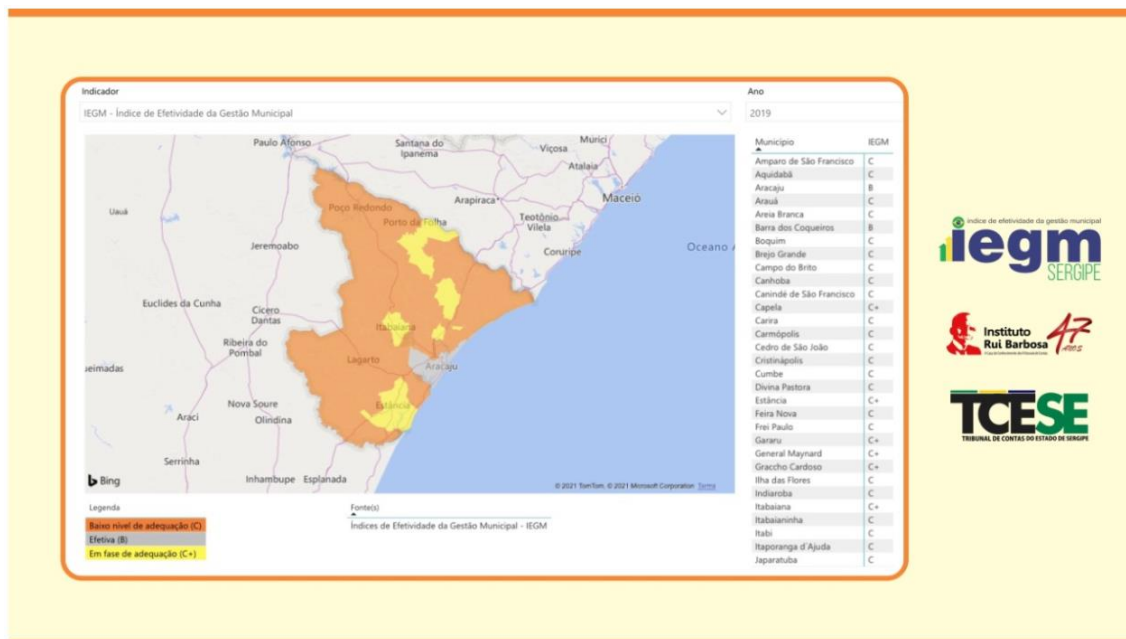 Indicador
IEGM - Índice de Efetividade da Gestão Municipal
Ano
2019
Paulo Afonso
Santana do
Ipanema
Viçosa
Murici
Atalaia
Maceió
Uauá
Poço Redondo
Arapiraca
Porto da Folha
Teotônio
Vilela
Jeremoabo
Coruripe
Oceano A
Euclides da Cunha
Cicero
Dantas
Itabaiana
Ribeira do
Pombal
ueimadas
Lagarto
Aracaju
Nova Soure
Estância
Araci
Olindina
Serrinha
Inhambupe
Esplanada
Bing
© 2021 TomTom, © 2021 Microsoft Corporation Terms
Legenda
Baixo nível de adequação (C)
Efetiva (B)
Em fase de adequação (C+)
Fonte(s)
Índices de Efetividade da Gestão Municipal - IEGM
Município IEGM
Amparo de São Francisco C
Aquidabã C
Aracaju B
Arauá C
Areia Branca C
Barra dos Coqueiros B
Boquim C
Brejo Grande C
Campo do Brito C
Canhoba C
Canindé de São Francisco C
Capela C+
Carira C
Carmópolis C
Cedro de São João C
Cristinápolis C
Cumbe C
Divina Pastora C
Estância C+
Feira Nova C
Frei Paulo C
Gararu C+
General Maynard C+
Graccho Cardoso C+
Ilha das Flores C
Indiaroba C
Itabaiana C+
Itabaianinha C
Itabi C
Itaporanga d'Ajuda C
Japaratuba C
índice de efetividade da gestão municipal
iegm
SERGIPE
Instituto
Rui Barbosa
47
anos
TCESE
TRIBUNAL DE CONTAS DO ESTADO DE SERGIPE